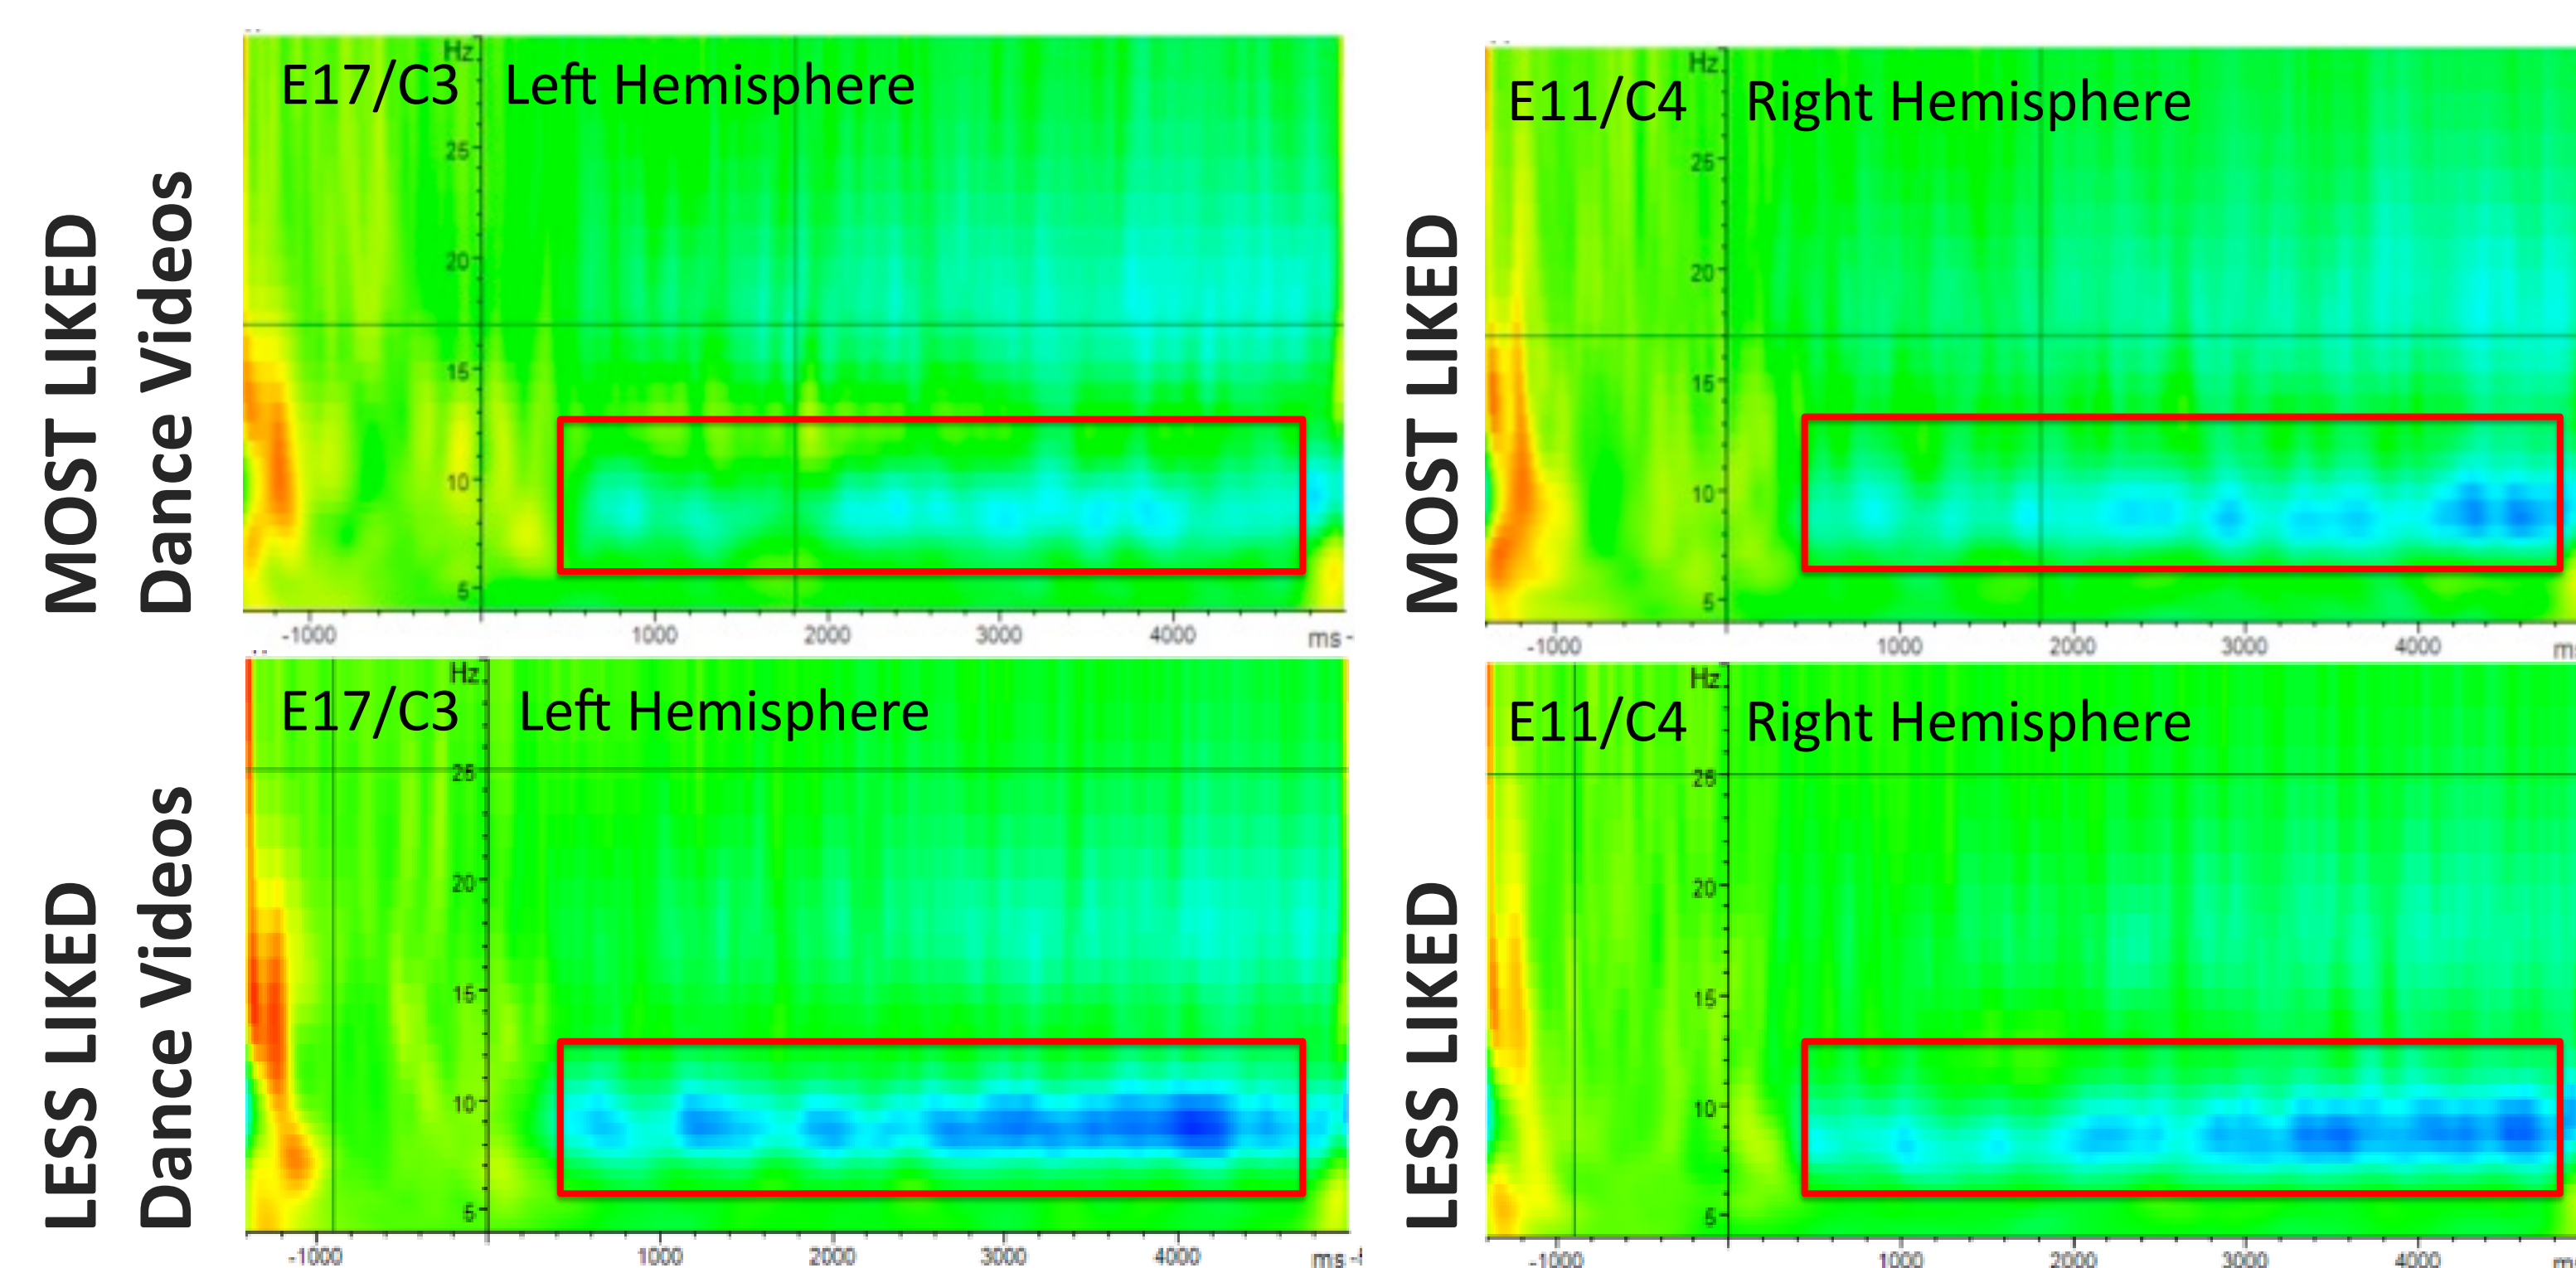 MOST LIKED
Dance Videos
Hz
E17/C3 Left Hemisphere
25
20
15
10
5
-1000 1000 2000 3000 4000 ms
MOST LIKED
Hz
E11/C4 Right Hemisphere
25
20
15
10
5
-1000 1000 2000 3000 4000
LESS LIKED
Dance Videos
Hz
E17/C3 Left Hemisphere
25
20
15
10
5
-1000 1000 2000 3000 4000 ms
LESS LIKED
Hz
E11/C4 Right Hemisphere
25
20
15
10
5
-1000 1000 2000 3000 4000